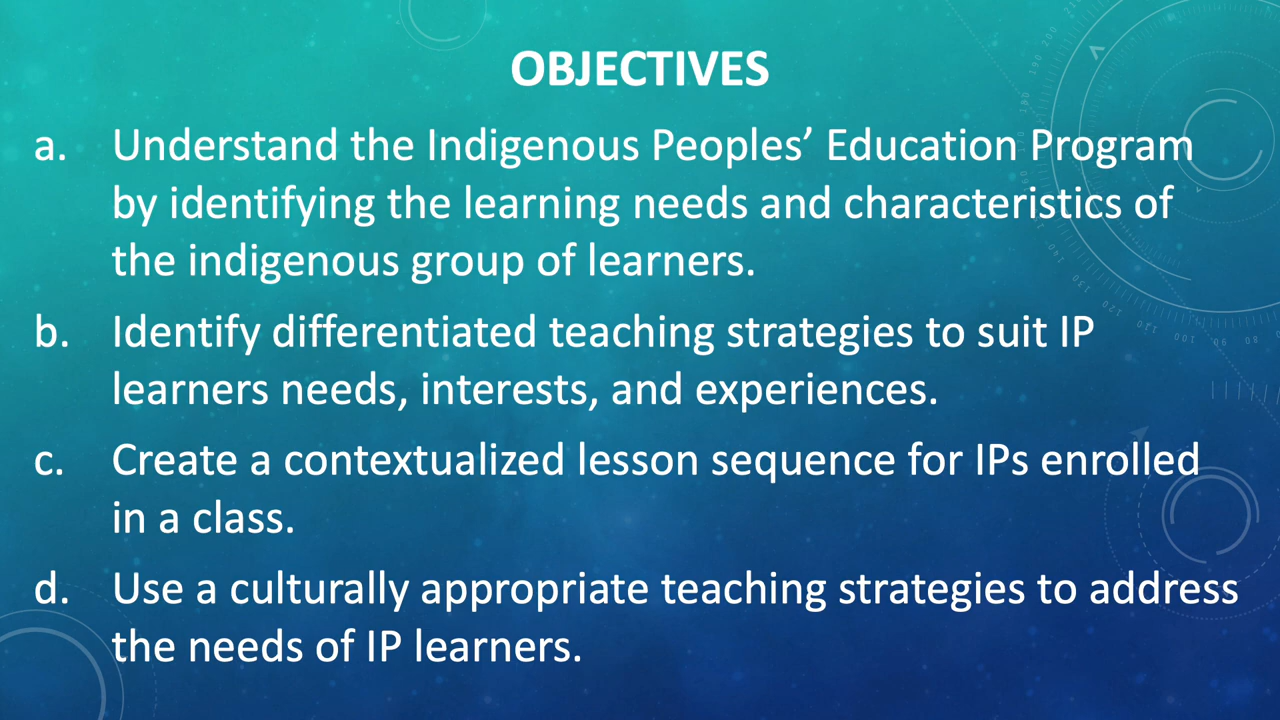 OBJECTIVES
a. Understand the Indigenous Peoples’ Education Program
by identifying the learning needs and characteristics of
the indigenous group of learners.
b. Identify differentiated teaching strategies to suit IP
learners needs, interests, and experiences.
c. Create a contextualized lesson sequence for IPs enrolled
in a class.
d. Use a culturally appropriate teaching strategies to address
the needs of IP learners.